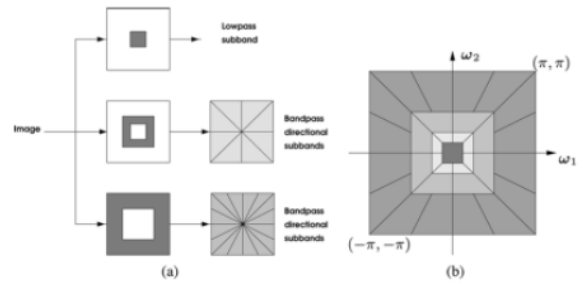 Lowpass
subband
Image
Bandpass
directional
subbands
Bandpass
directional
subbands
(a)
ω₂
(π, π)
ω₁
(−π, −π)
(b)